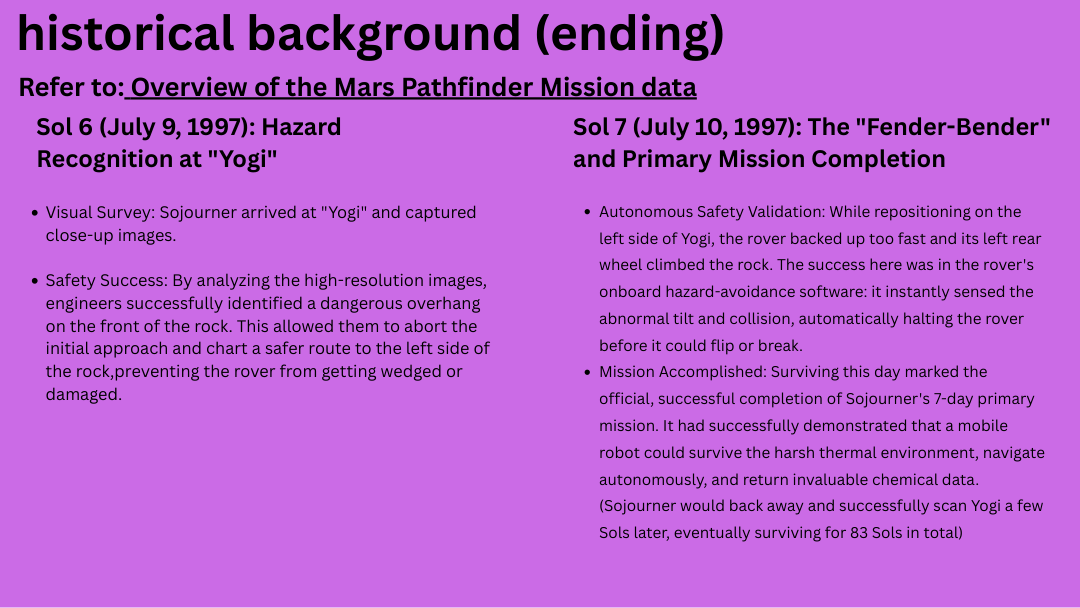 historical background (ending)
Refer to: Overview of the Mars Pathfinder Mission data
Sol 6 (July 9, 1997): Hazard
Recognition at "Yogi"
• Visual Survey: Sojourner arrived at "Yogi" and captured
close-up images.
• Safety Success: By analyzing the high-resolution images,
engineers successfully identified a dangerous overhang
on the front of the rock. This allowed them to abort the
initial approach and chart a safer route to the left side of
the rock,preventing the rover from getting wedged or
damaged.
Sol 7 (July 10, 1997): The "Fender-Bender"
and Primary Mission Completion
• Autonomous Safety Validation: While repositioning on the
left side of Yogi, the rover backed up too fast and its left rear
wheel climbed the rock. The success here was in the rover's
onboard hazard-avoidance software: it instantly sensed the
abnormal tilt and collision, automatically halting the rover
before it could flip or break.
• Mission Accomplished: Surviving this day marked the
official, successful completion of Sojourner's 7-day primary
mission. It had successfully demonstrated that a mobile
robot could survive the harsh thermal environment, navigate
autonomously, and return invaluable chemical data.
(Sojourner would back away and successfully scan Yogi a few
Sols later, eventually surviving for 83 Sols in total)